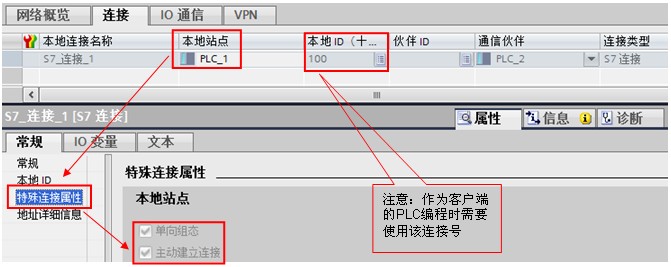 网络概览 连接 IO 通信 VPN
本地连接名称 本地站点 本地 ID（十... 伙伴 ID 通信伙伴 连接类型
S7_连接_1 PLC_1 100 PLC_2 S7 连接
S7_连接_1 [S7 连接] 属性 信息 诊断
常规 IO 变量 文本
常规
本地 ID
特殊连接属性
地址详细信息
特殊连接属性
本地站点
单向组态
主动建立连接
注意：作为客户端
的PLC编程时需要
使用该连接号